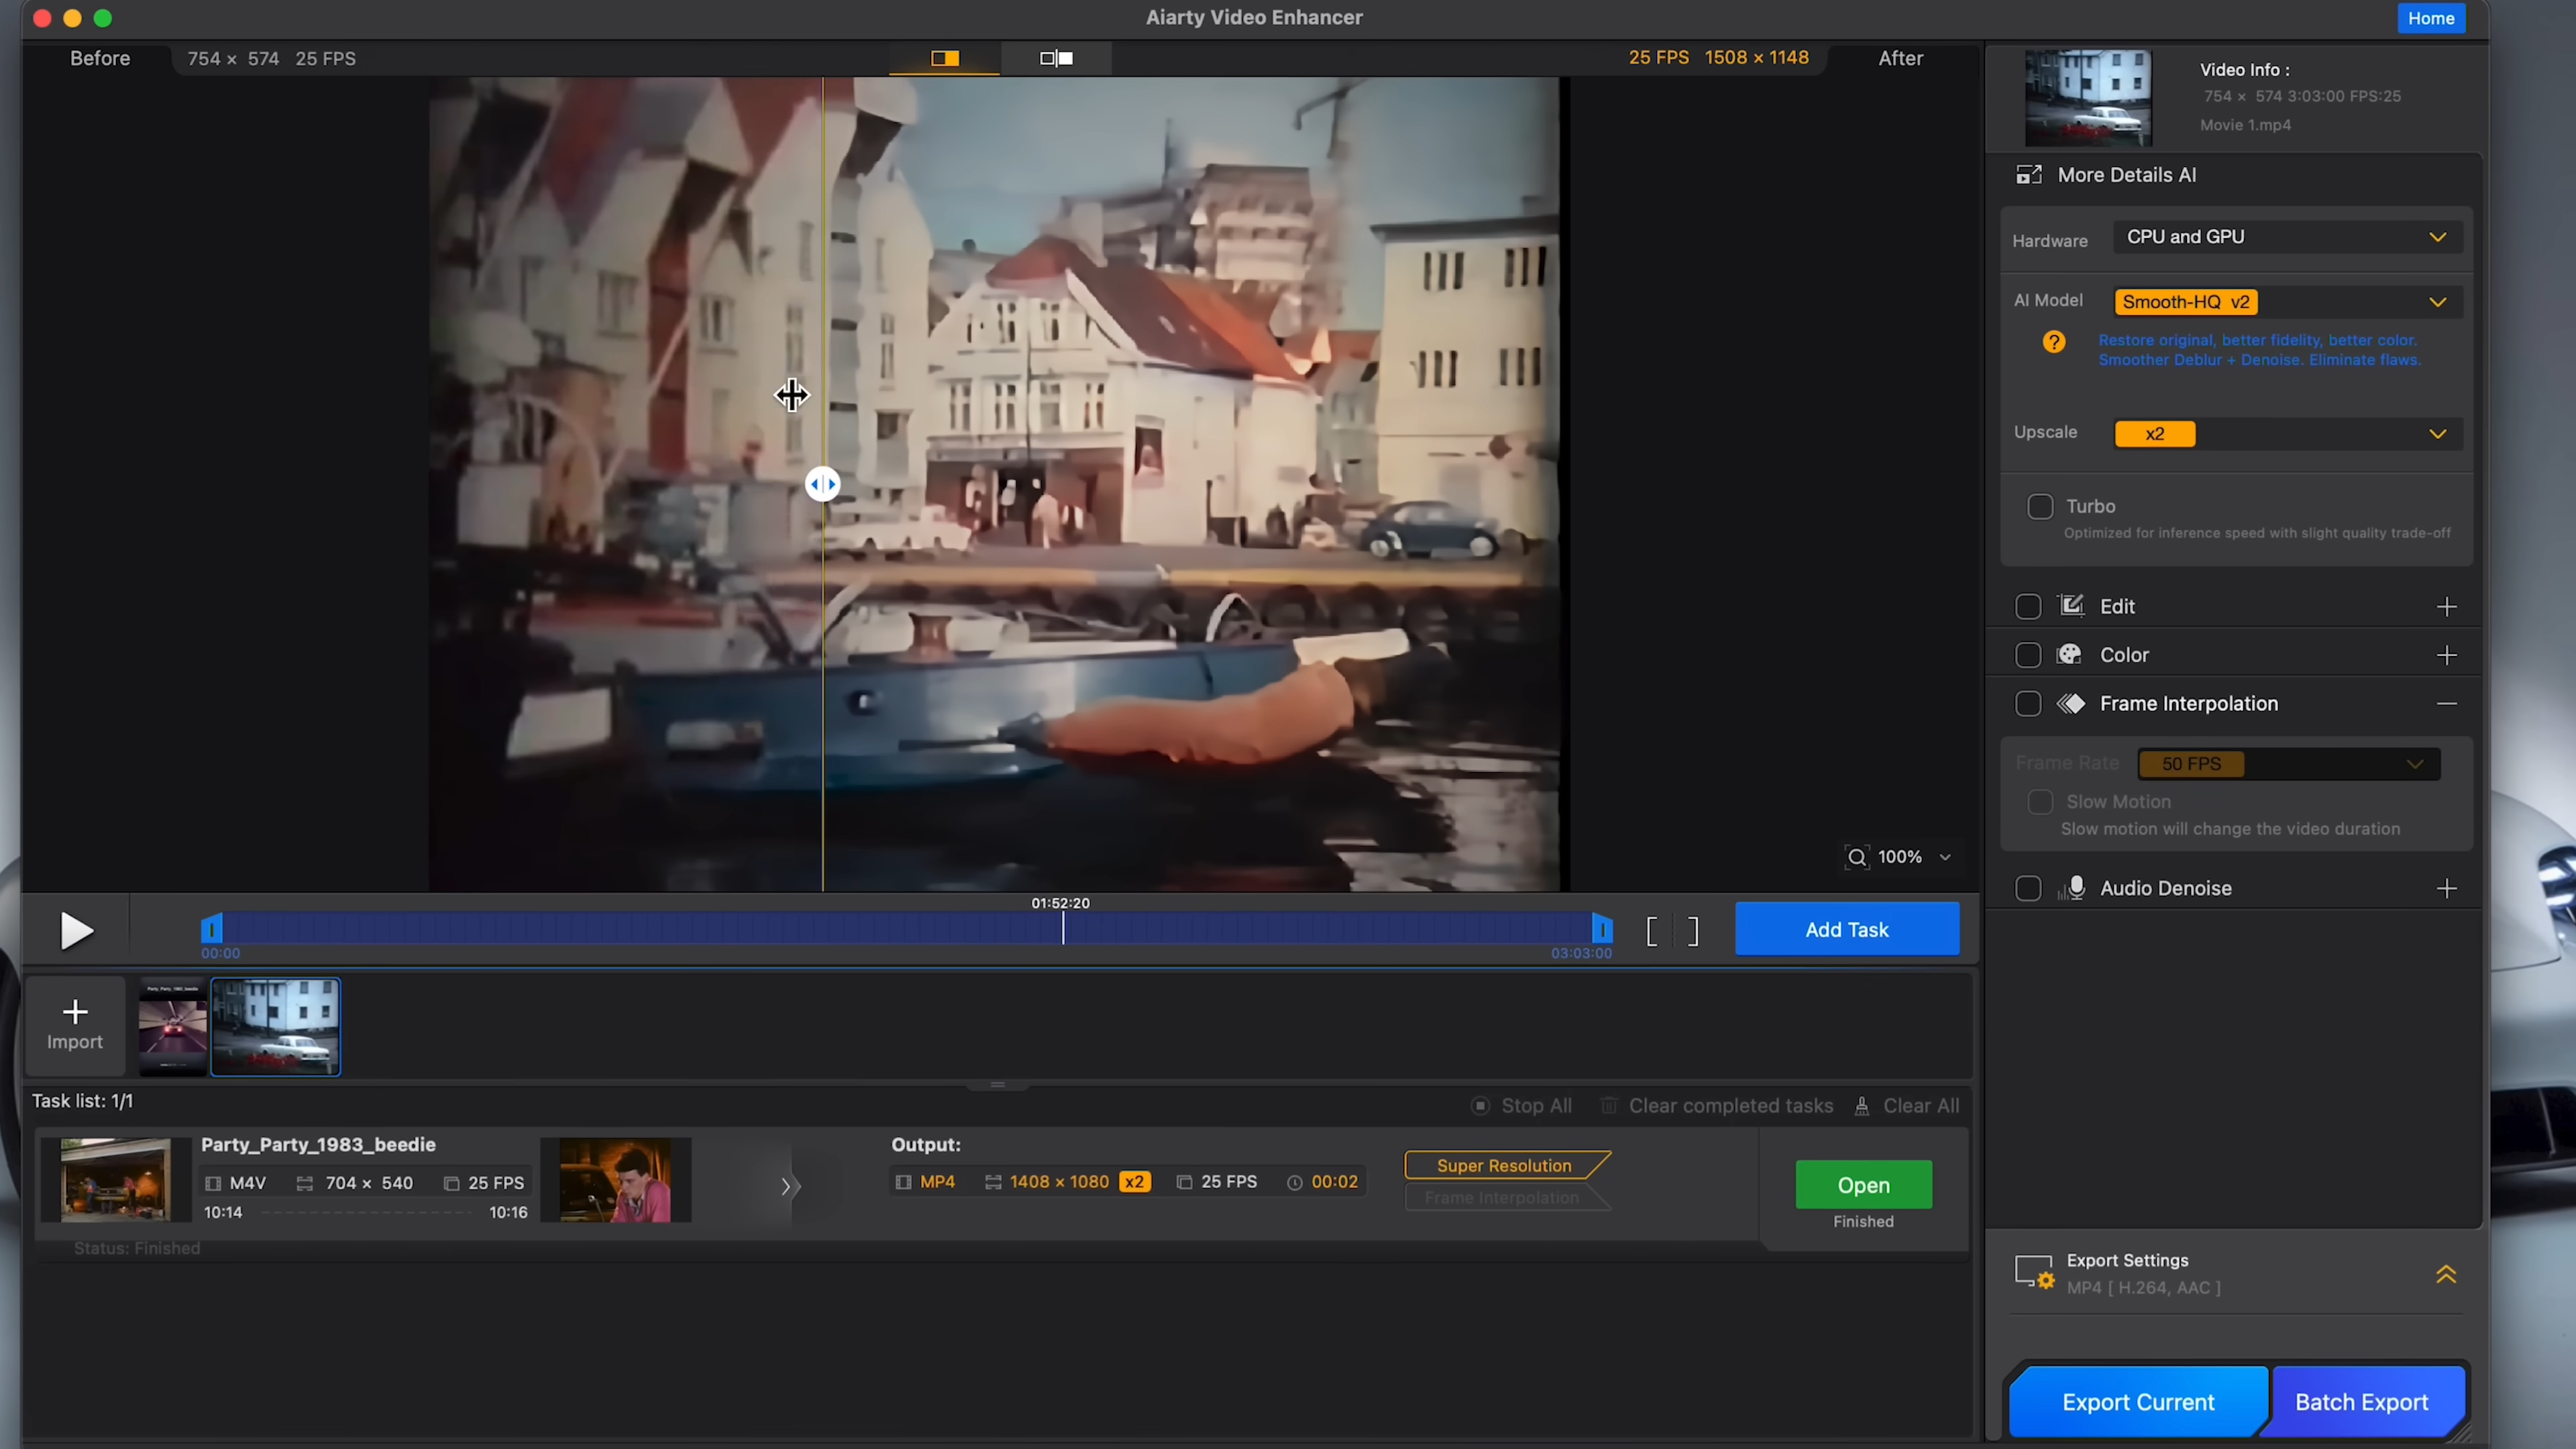 Aiarty Video Enhancer
Home
Before
754 × 574 25 FPS
25 FPS 1508 × 1148
After
Video Info :
754 × 574 3:03:00 FPS:25
Movie 1.mp4
More Details AI
Hardware
CPU and GPU
AI Model
Smooth-HQ v2
?
Restore original, better fidelity, better color.
Smoother Deblur + Denoise. Eliminate flaws.
Upscale
x2
Turbo
Optimized for inference speed with slight quality trade-off
Edit
Color
Frame Interpolation
Frame Rate
50 FPS
Slow Motion
Slow motion will change the video duration
Audio Denoise
100%
01:52:20
00:00
03:03:00
[ ]
Add Task
Import
Task list: 1/1
Stop All
Clear completed tasks
Clear All
Party_Party_1983_beedie
M4V
704 × 540
25 FPS
10:14
10:16
Status: Finished
Output:
MP4
1408 × 1080
x2
25 FPS
00:02
Super Resolution
Frame Interpolation
Open
Finished
Export Settings
MP4 [ H.264, AAC ]
Export Current
Batch Export